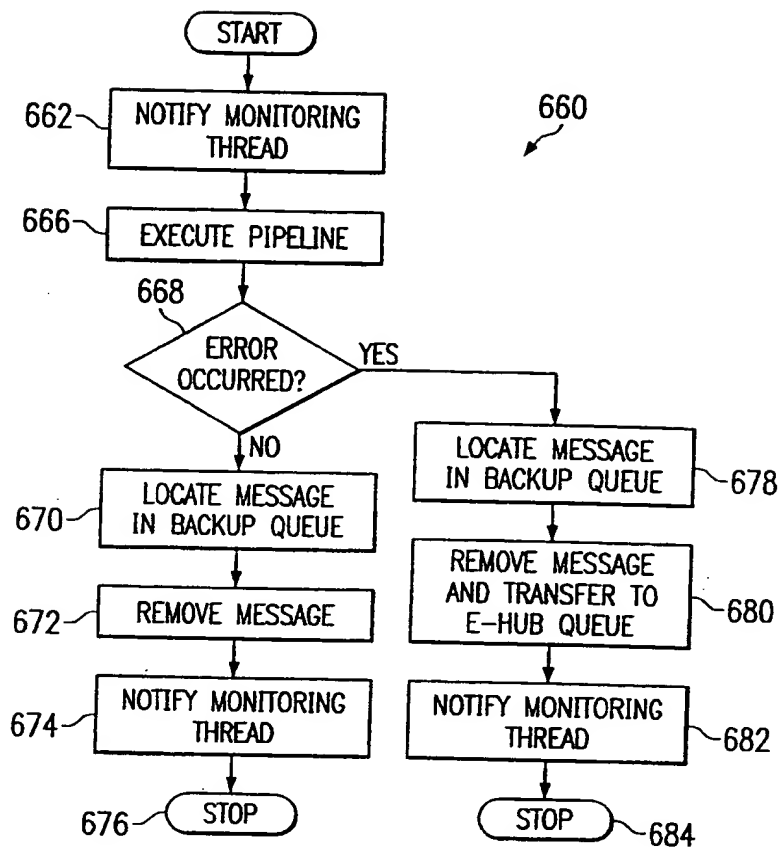 START
662
NOTIFY MONITORING
THREAD
660
666
EXECUTE PIPELINE
668
ERROR
OCCURRED?
YES
NO
670
LOCATE MESSAGE
IN BACKUP QUEUE
672
REMOVE MESSAGE
674
NOTIFY MONITORING
THREAD
676
STOP
LOCATE MESSAGE
IN BACKUP QUEUE
678
REMOVE MESSAGE
AND TRANSFER TO
E-HUB QUEUE
680
NOTIFY MONITORING
THREAD
682
STOP
684